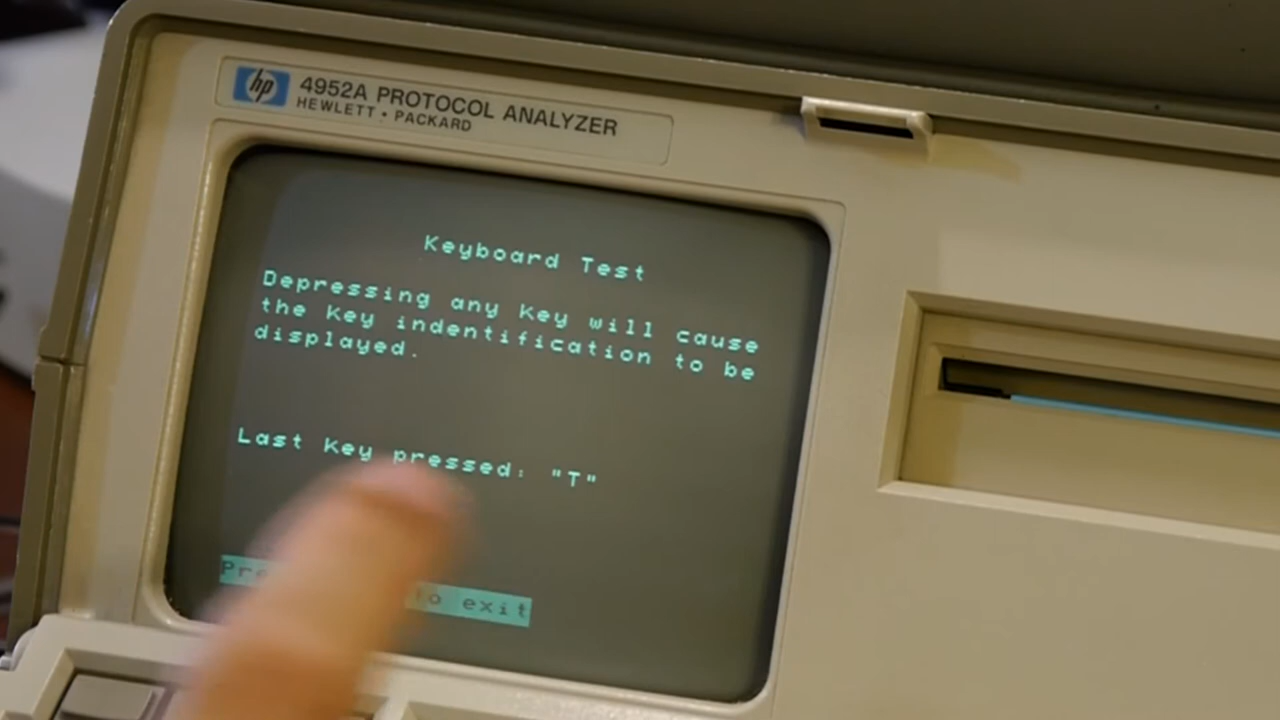 hp
4952A PROTOCOL ANALYZER
HEWLETT • PACKARD
Keyboard Test
Depressing any key will cause
the key indentification to be
displayed.
Last key pressed: "T"
to exit